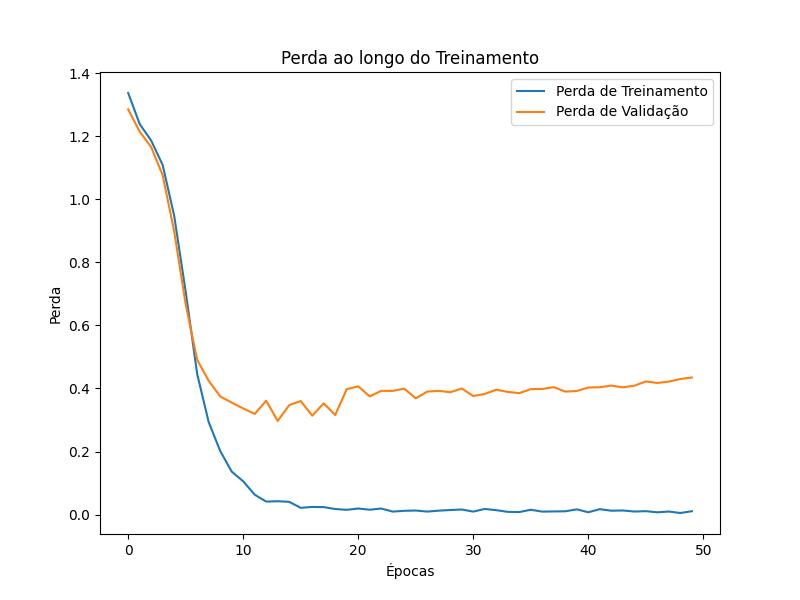 Perda ao longo do Treinamento
Perda de Treinamento
Perda de Validação
1.4
1.2
1.0
0.8
0.6
0.4
0.2
0.0
Perda
0 10 20 30 40 50
Épocas